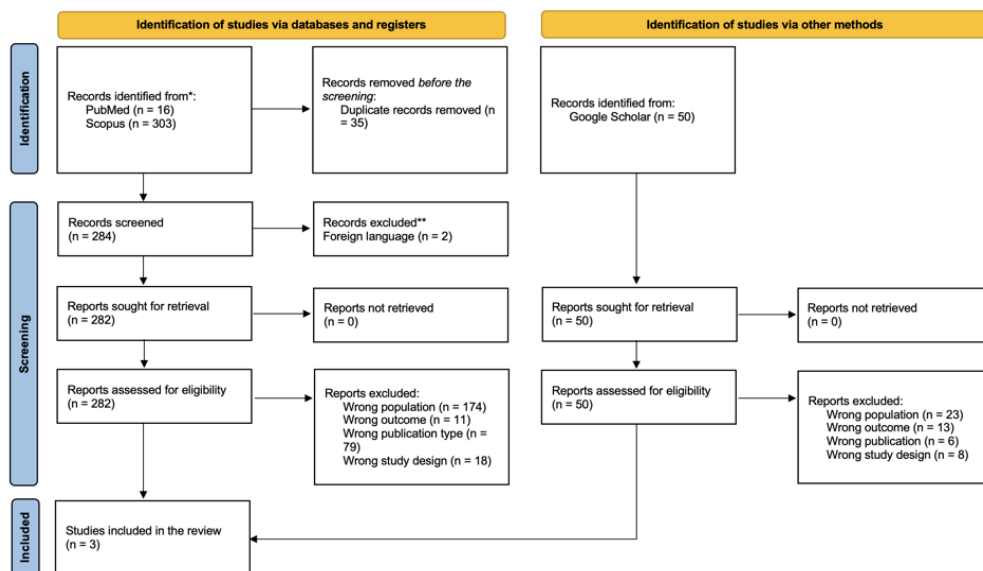 Identification of studies via databases and registers
Identification of studies via other methods
Identification
Records identified from*:
PubMed (n = 16)
Scopus (n = 303)
Records removed before the
screening:
Duplicate records removed (n
= 35)
Records identified from:
Google Scholar (n = 50)
Screening
Records screened
(n = 284)
Records excluded**
Foreign language (n = 2)
Reports sought for retrieval
(n = 282)
Reports not retrieved
(n = 0)
Reports sought for retrieval
(n = 50)
Reports not retrieved
(n = 0)
Reports assessed for eligibility
(n = 282)
Reports excluded:
Wrong population (n = 174)
Wrong outcome (n = 11)
Wrong publication type (n =
79)
Wrong study design (n = 18)
Reports assessed for eligibility
(n = 50)
Reports excluded:
Wrong population (n = 23)
Wrong outcome (n = 13)
Wrong publication (n = 6)
Wrong study design (n = 8)
Included
Studies included in the review
(n = 3)